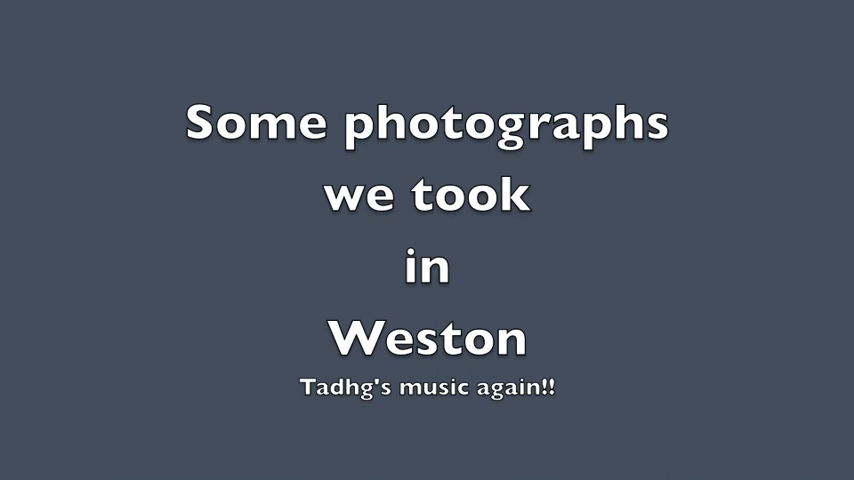 Some photographs
we took
in
Weston
Tadhg's music again!!